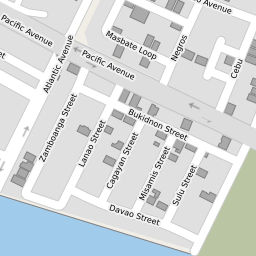 Avenue
Pacific Avenue
Masbate Loop
Negros
Atlantic Avenue
Pacific Avenue
Cebu
Zamboanga Street
Bukidnon Street
Lanao Street
Cagayan Street
Misamis Street
Sulu Street
Davao Street